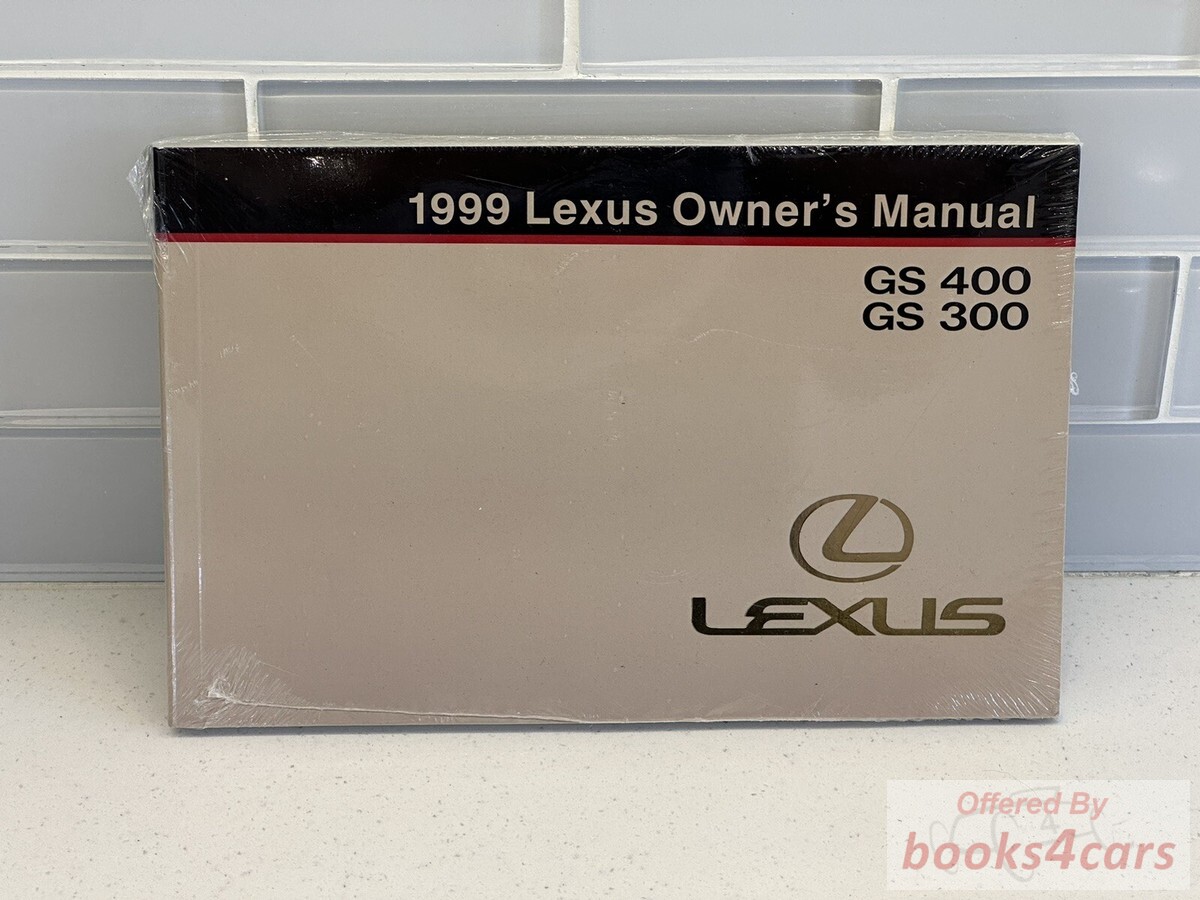 1999 Lexus Owner's Manual
GS 400
GS 300
LEXUS
Offered By
books4cars